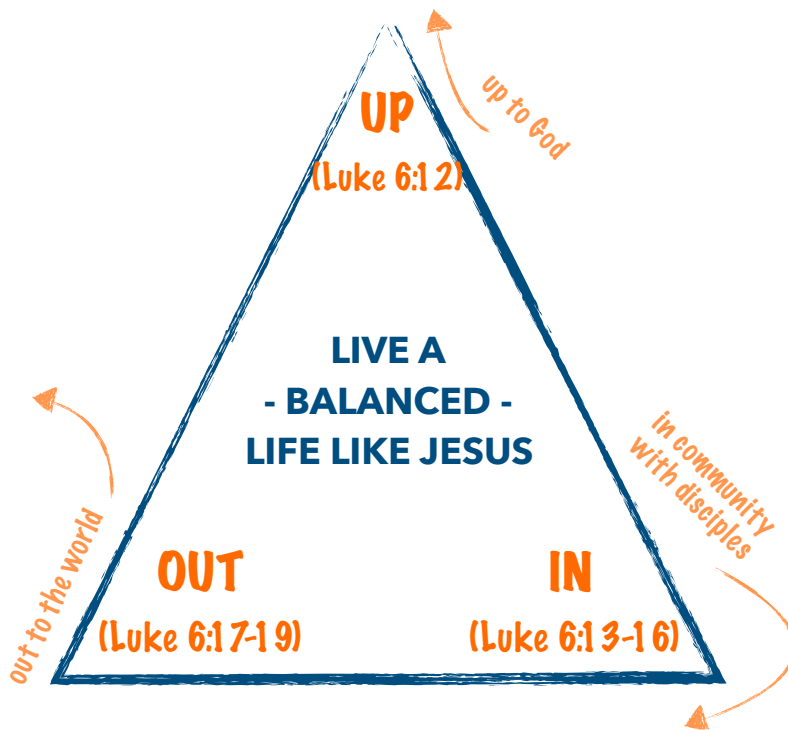 UP
(Luke 6:12)
up to God
LIVE A
- BALANCED -
LIFE LIKE JESUS
in community
with disciples
out to the world
OUT
(Luke 6:17-19)
IN
(Luke 6:13-16)